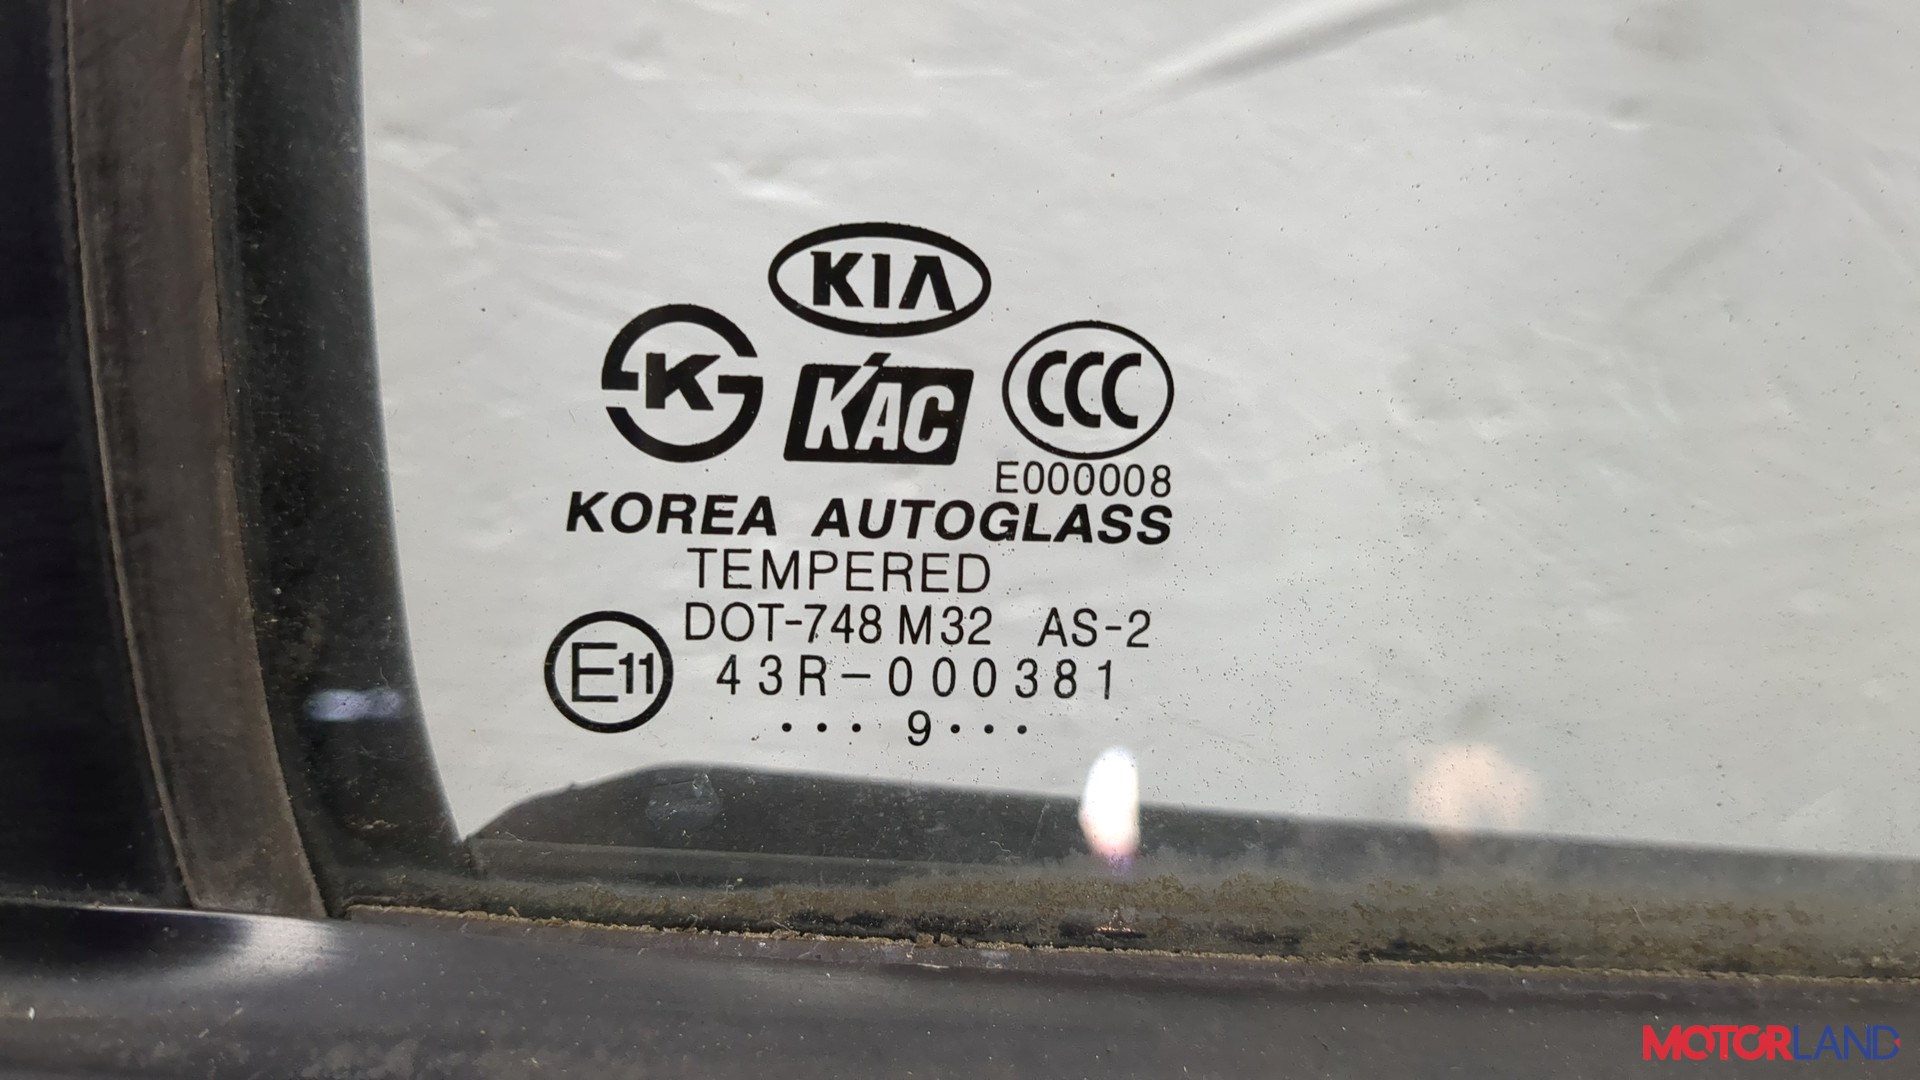 KIA
K
KAC
CCC
E000008
KOREA AUTOGLASS
TEMPERED
DOT-748 M32 AS-2
E11
43R-000381
... 9...
MOTORLAND